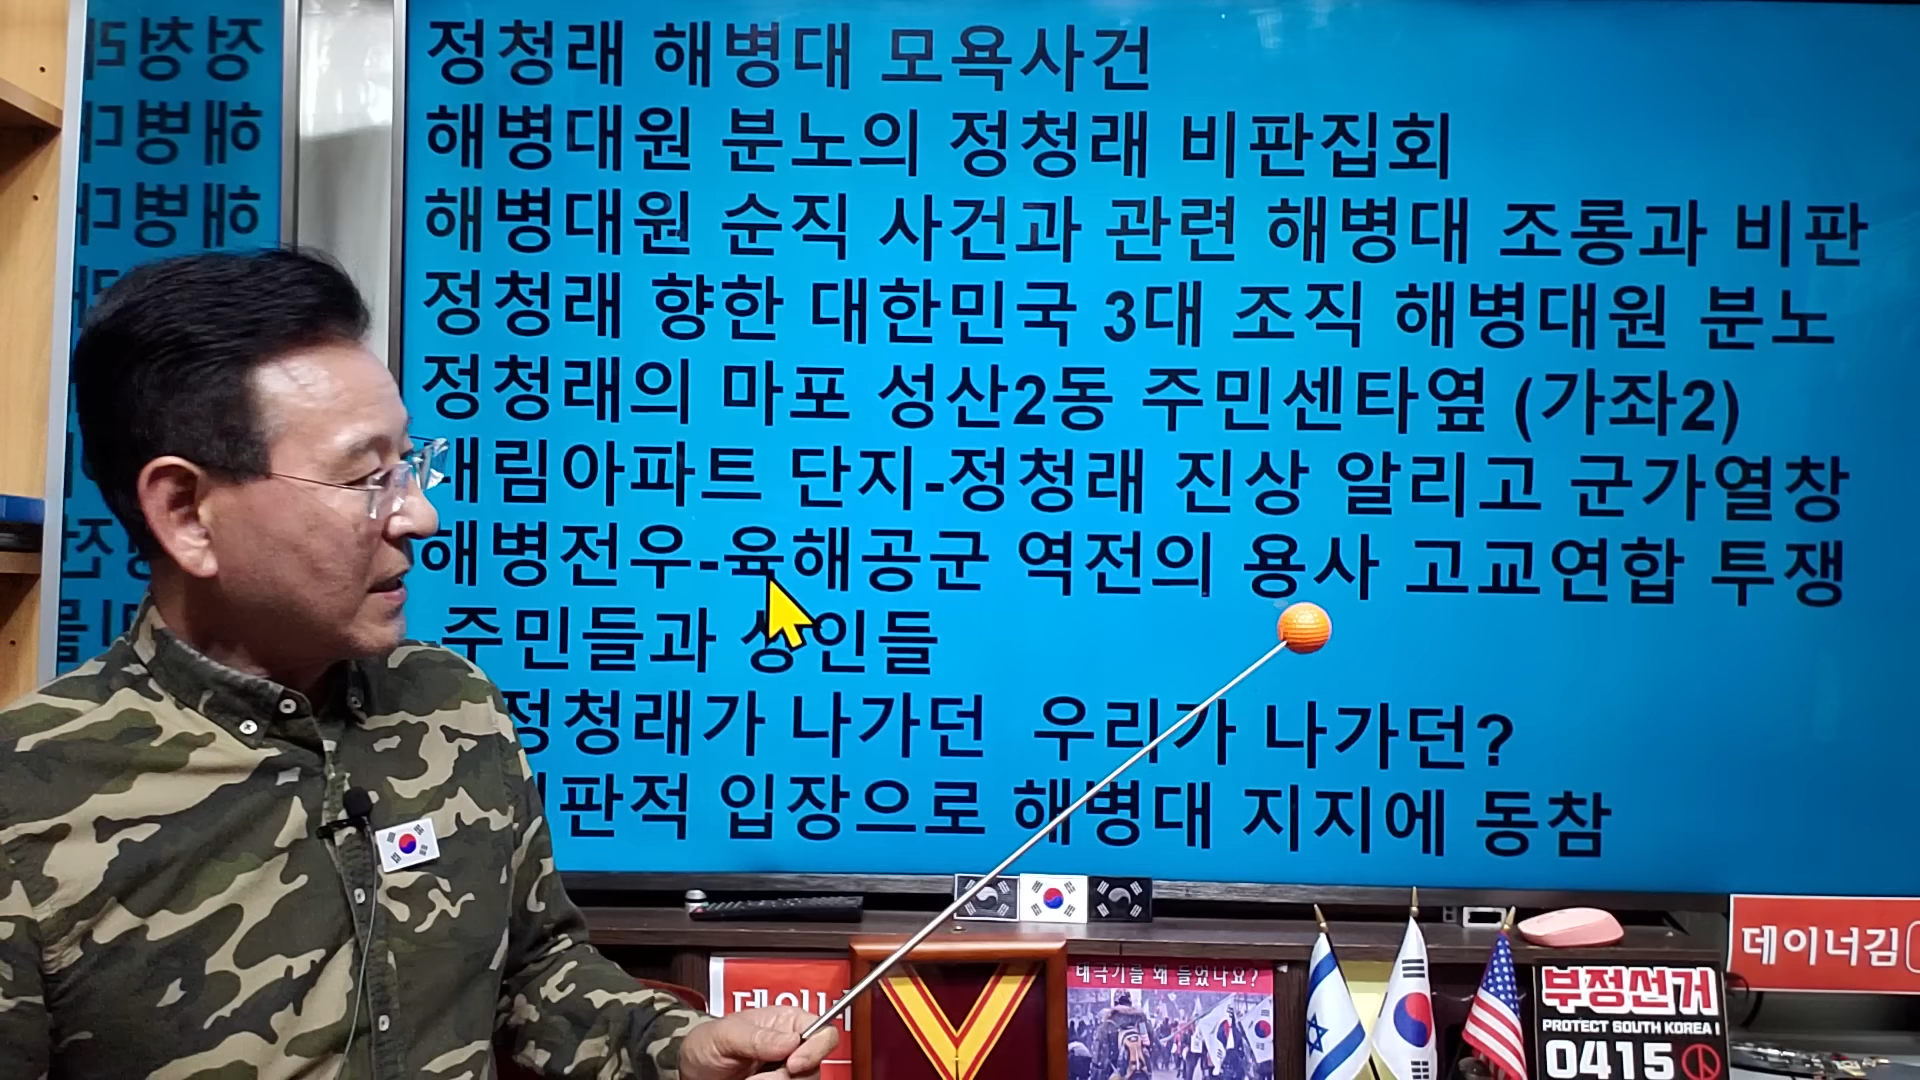 정청래 해병대 모욕사건
해병대원 분노의 정청래 비판집회
해병대원 순직 사건과 관련 해병대 조롱과 비판
정청래 향한 대한민국 3대 조직 해병대원 분노
정청래의 마포 성산2동 주민센타옆 (가좌2)
대림아파트 단지-정청래 진상 알리고 군가열창
해병전우-육해공군 역전의 용사 고교연합 투쟁
주민들과 상인들
정청래가 나가던 우리가 나가던?
판적 입장으로 해병대 지지에 동참
데이너김
데이너
태극기를 왜 들었나요?
부정선거
PROTECT SOUTH KOREA!
0415